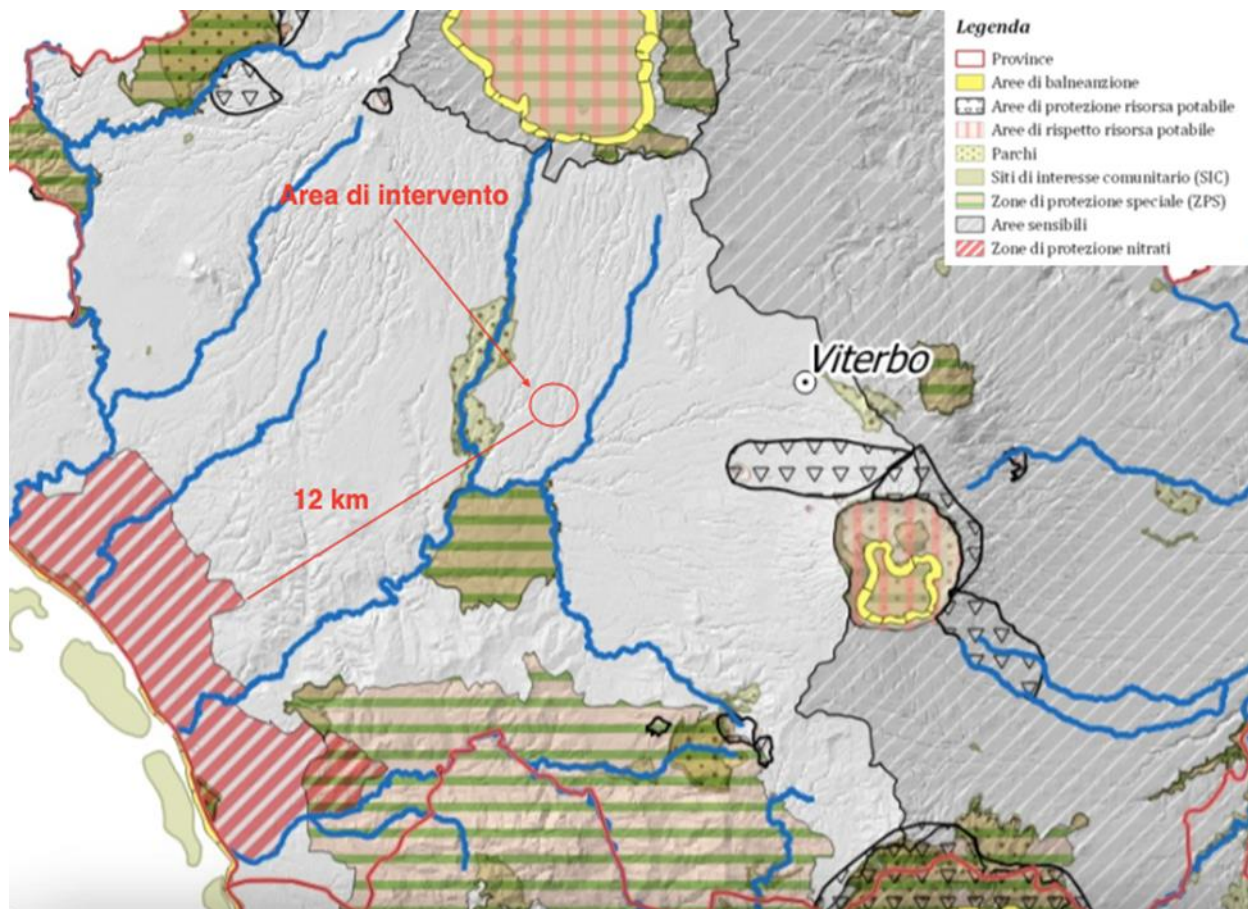 Legenda
Province
Aree di balneanzione
Aree di protezione risorsa potabile
Aree di rispetto risorsa potabile
Parchi
Siti di interesse comunitario (SIC)
Zone di protezione speciale (ZPS)
Aree sensibili
Zone di protezione nitrati
Area di intervento
Viterbo
12 km